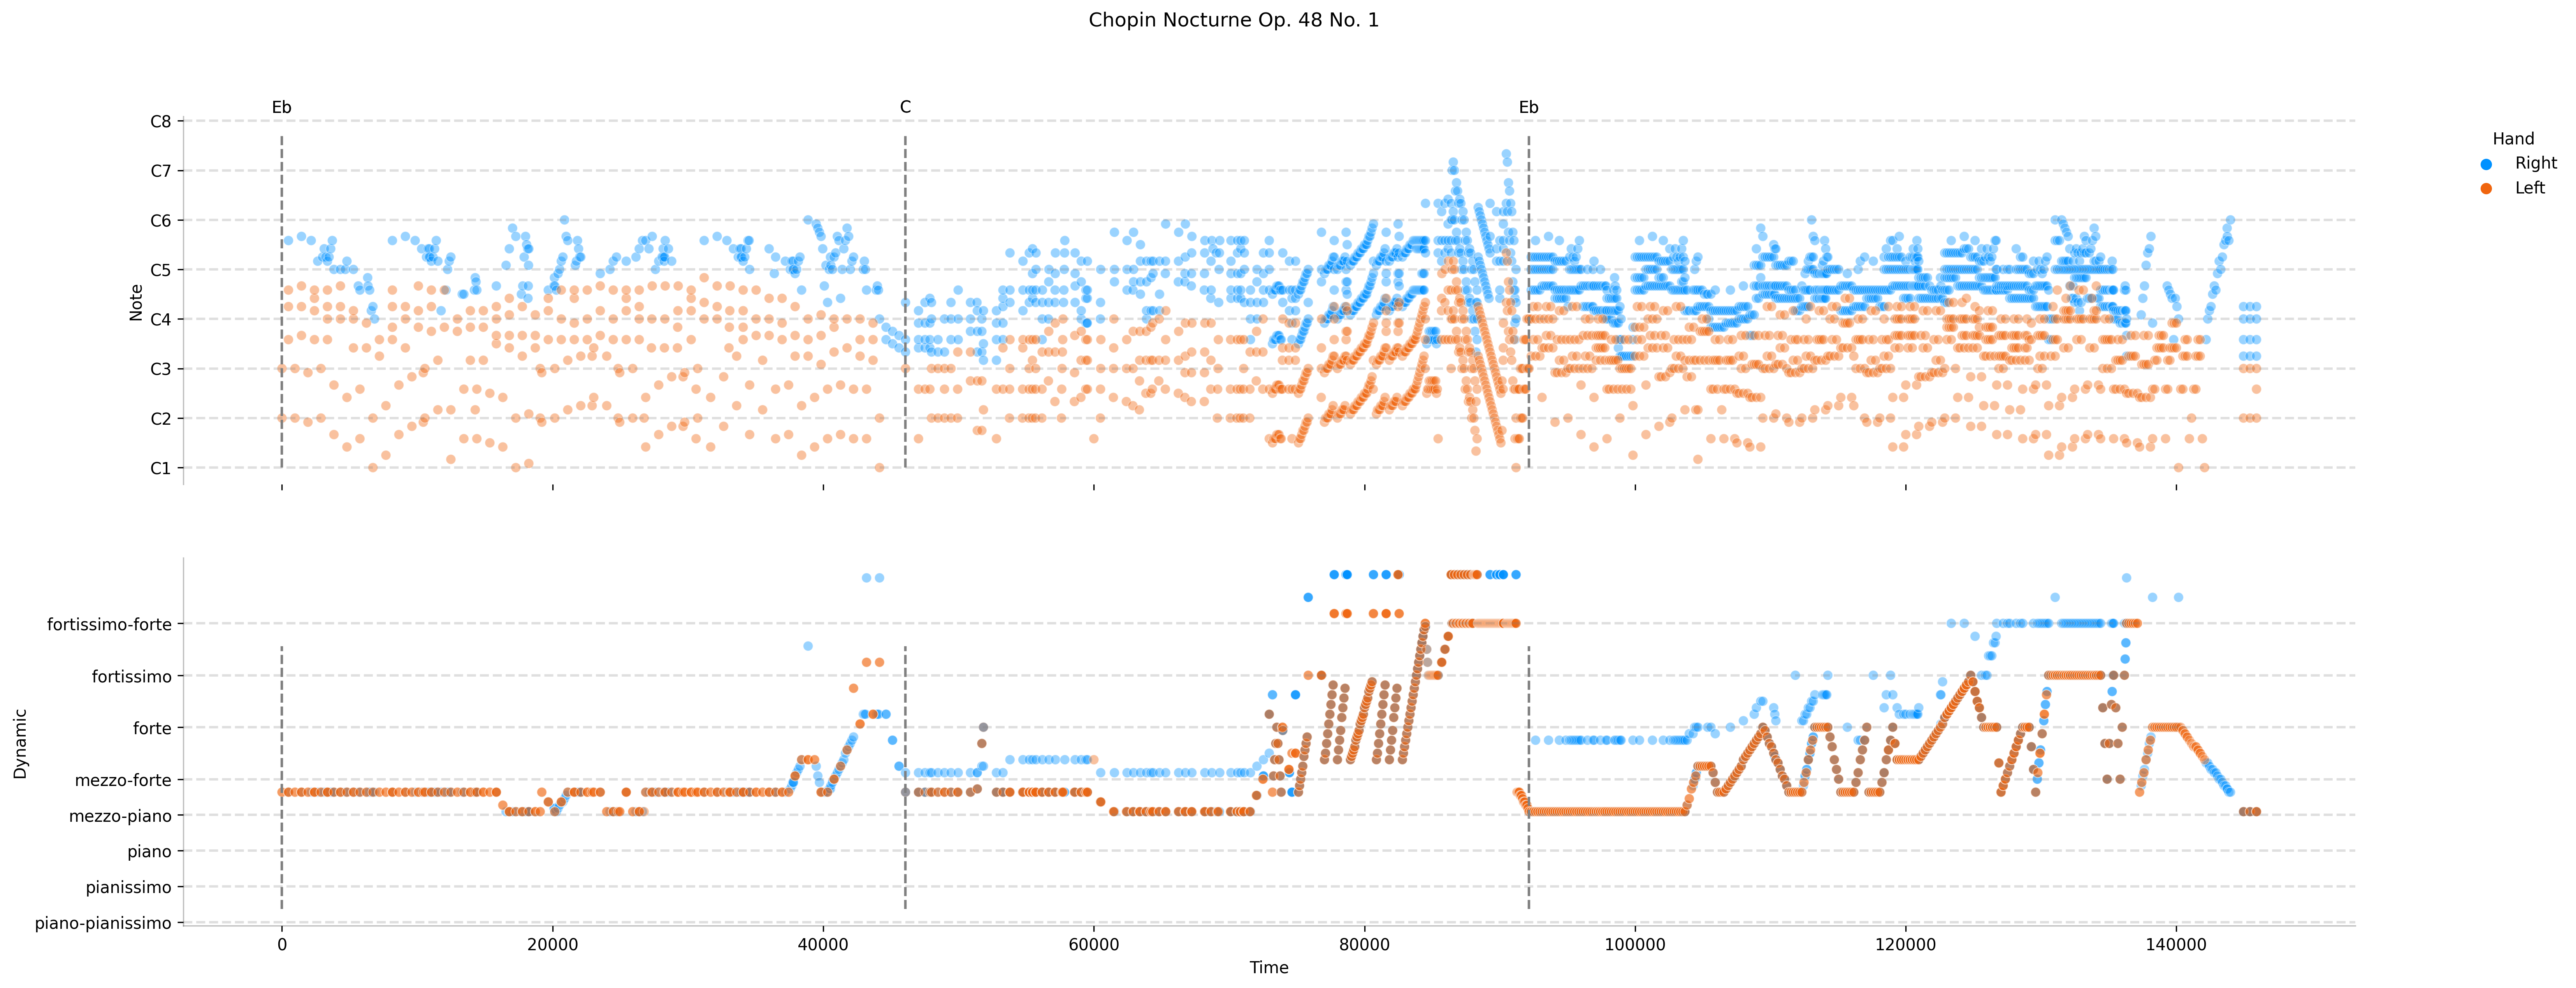 Chopin Nocturne Op. 48 No. 1
Eb C Eb
C8
C7
C6
C5
C4
C3
C2
C1
Note
Hand
Right
Left
fortissimo-forte
fortissimo
forte
mezzo-forte
mezzo-piano
piano
pianissimo
piano-pianissimo
Dynamic
0 20000 40000 60000 80000 100000 120000 140000
Time